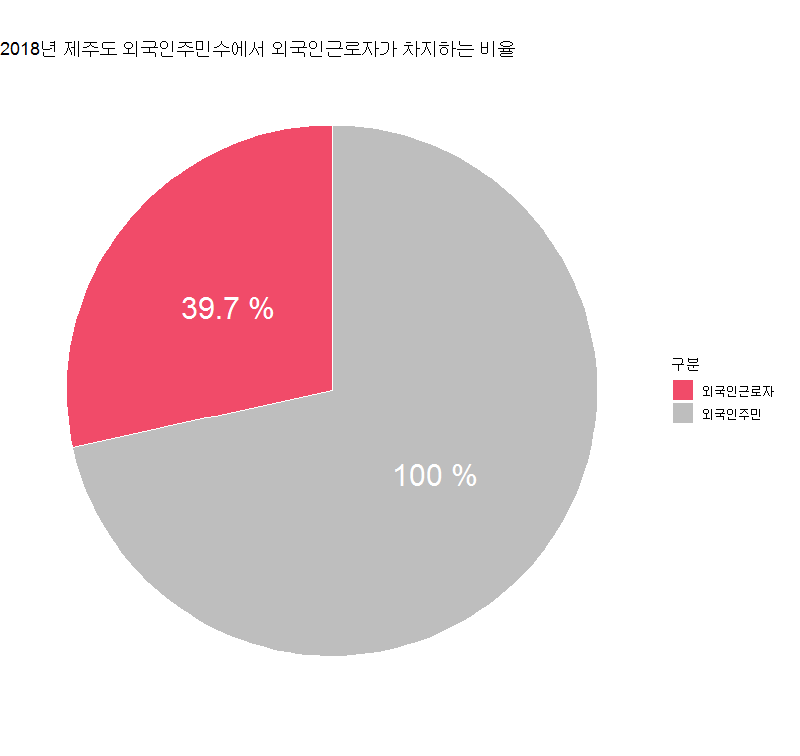 2018년 제주도 외국인주민수에서 외국인근로자가 차지하는 비율
39.7 %
100 %
구분
외국인근로자
외국인주민